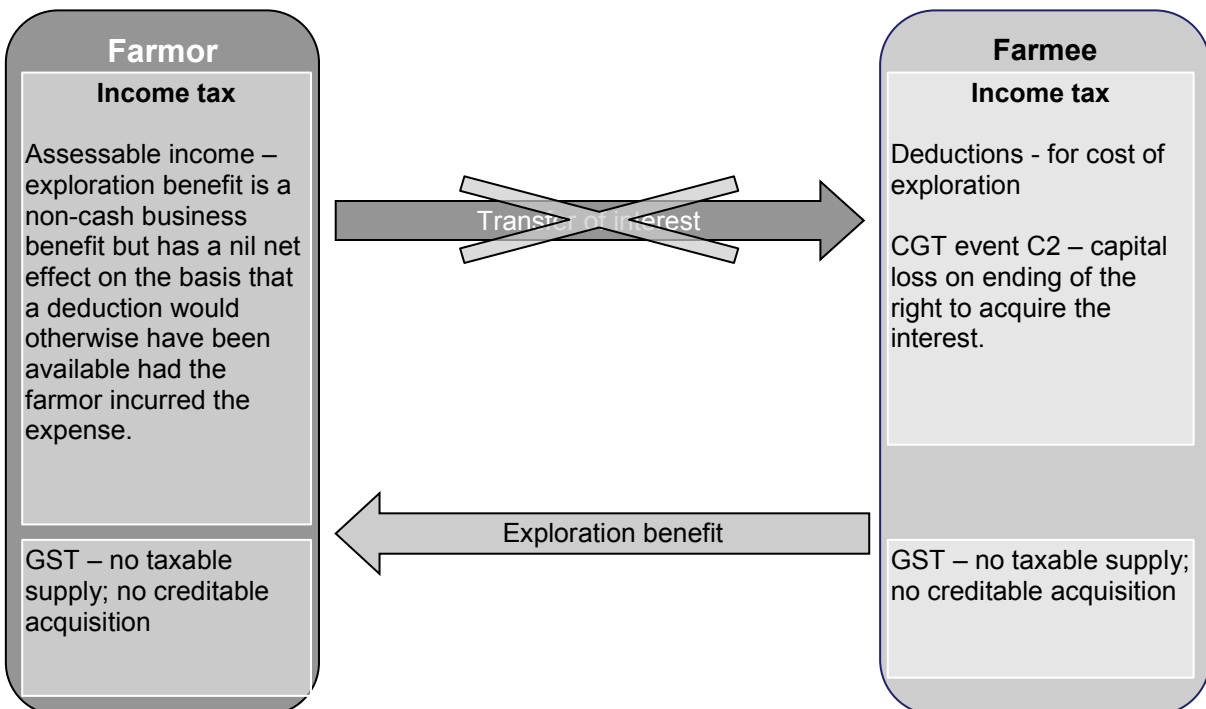 Farmor
Income tax
Assessable income –
exploration benefit is a
non-cash business
benefit but has a nil net
effect on the basis that
a deduction would
otherwise have been
available had the
farmor incurred the
expense.
GST – no taxable
supply; no creditable
acquisition
Transfer of interest
Exploration benefit
Farmee
Income tax
Deductions - for cost of
exploration
CGT event C2 – capital
loss on ending of the
right to acquire the
interest.
GST – no taxable supply;
no creditable acquisition